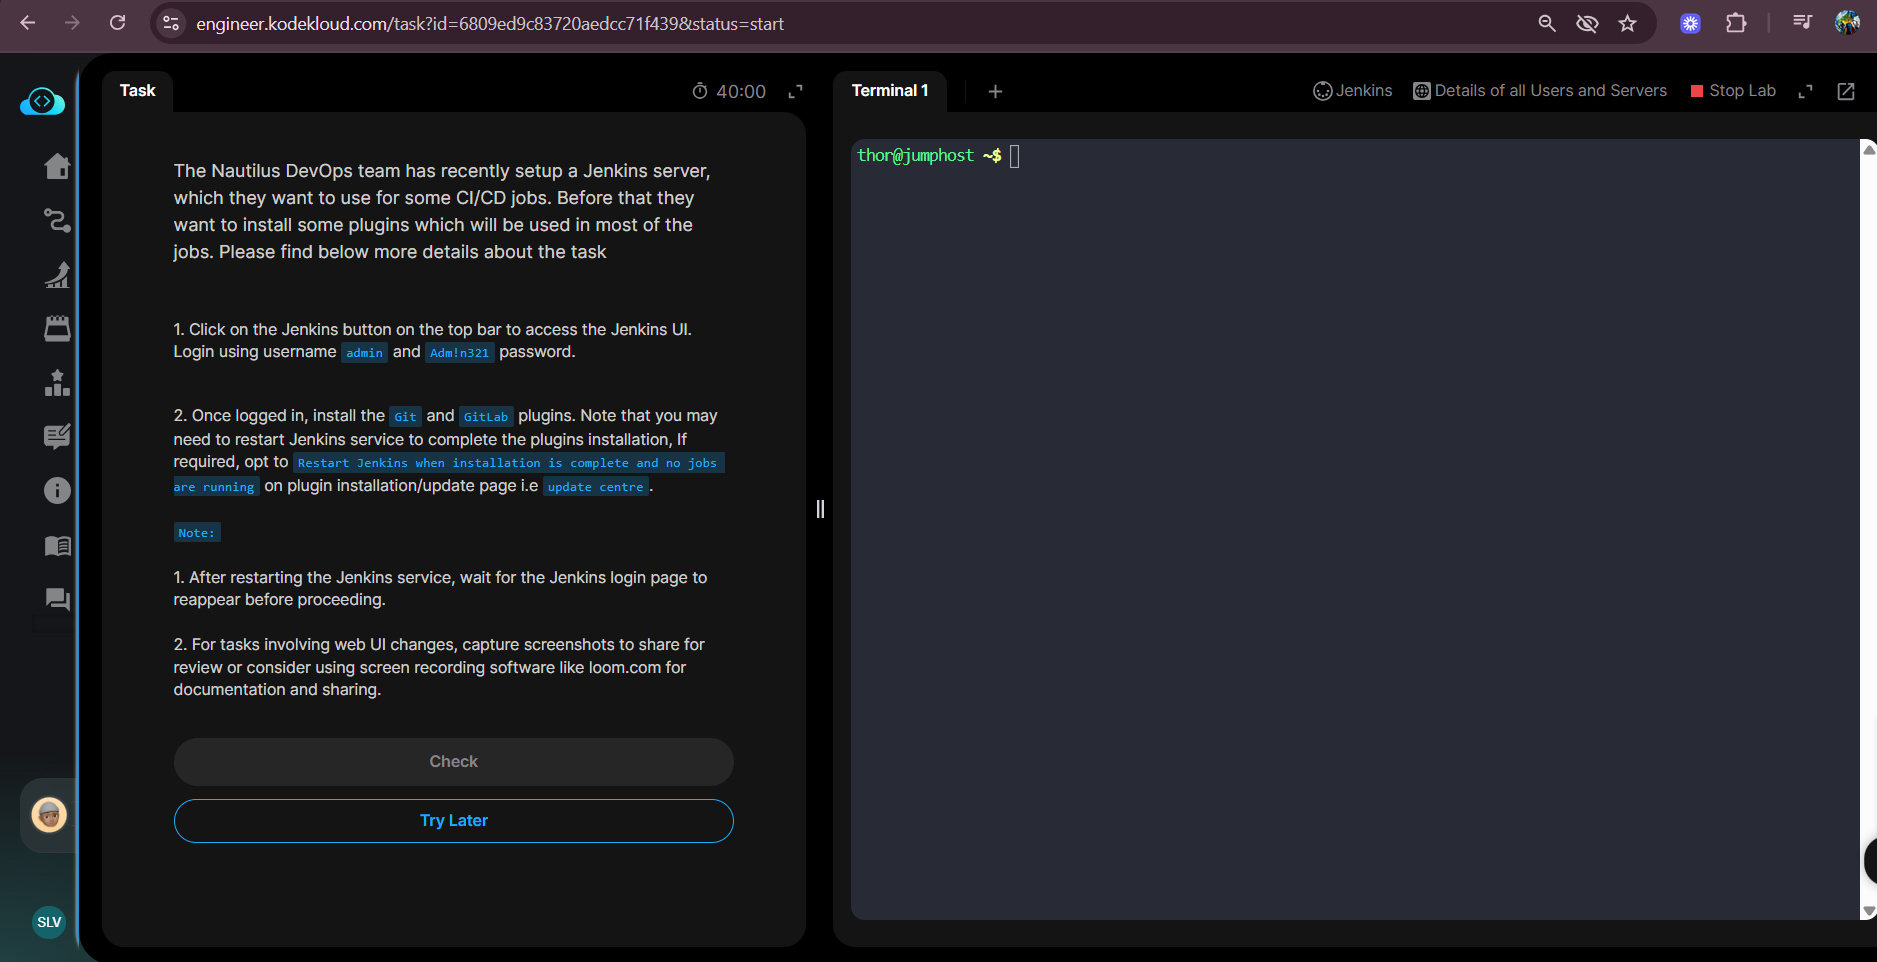 engineer.kodekloud.com/task?id=6809ed9c83720aedcc71f439&status=start
Task
40:00
Terminal 1
+
Jenkins
Details of all Users and Servers
Stop Lab
The Nautilus DevOps team has recently setup a Jenkins server,
which they want to use for some CI/CD jobs. Before that they
want to install some plugins which will be used in most of the
jobs. Please find below more details about the task
1. Click on the Jenkins button on the top bar to access the Jenkins UI.
Login using username admin and Adm!n321 password.
2. Once logged in, install the Git and GitLab plugins. Note that you may
need to restart Jenkins service to complete the plugins installation, If
required, opt to Restart Jenkins when installation is complete and no jobs
are running on plugin installation/update page i.e update centre.
Note:
1. After restarting the Jenkins service, wait for the Jenkins login page to
reappear before proceeding.
2. For tasks involving web UI changes, capture screenshots to share for
review or consider using screen recording software like loom.com for
documentation and sharing.
Check
Try Later
SLV
thor@jumphost ~$